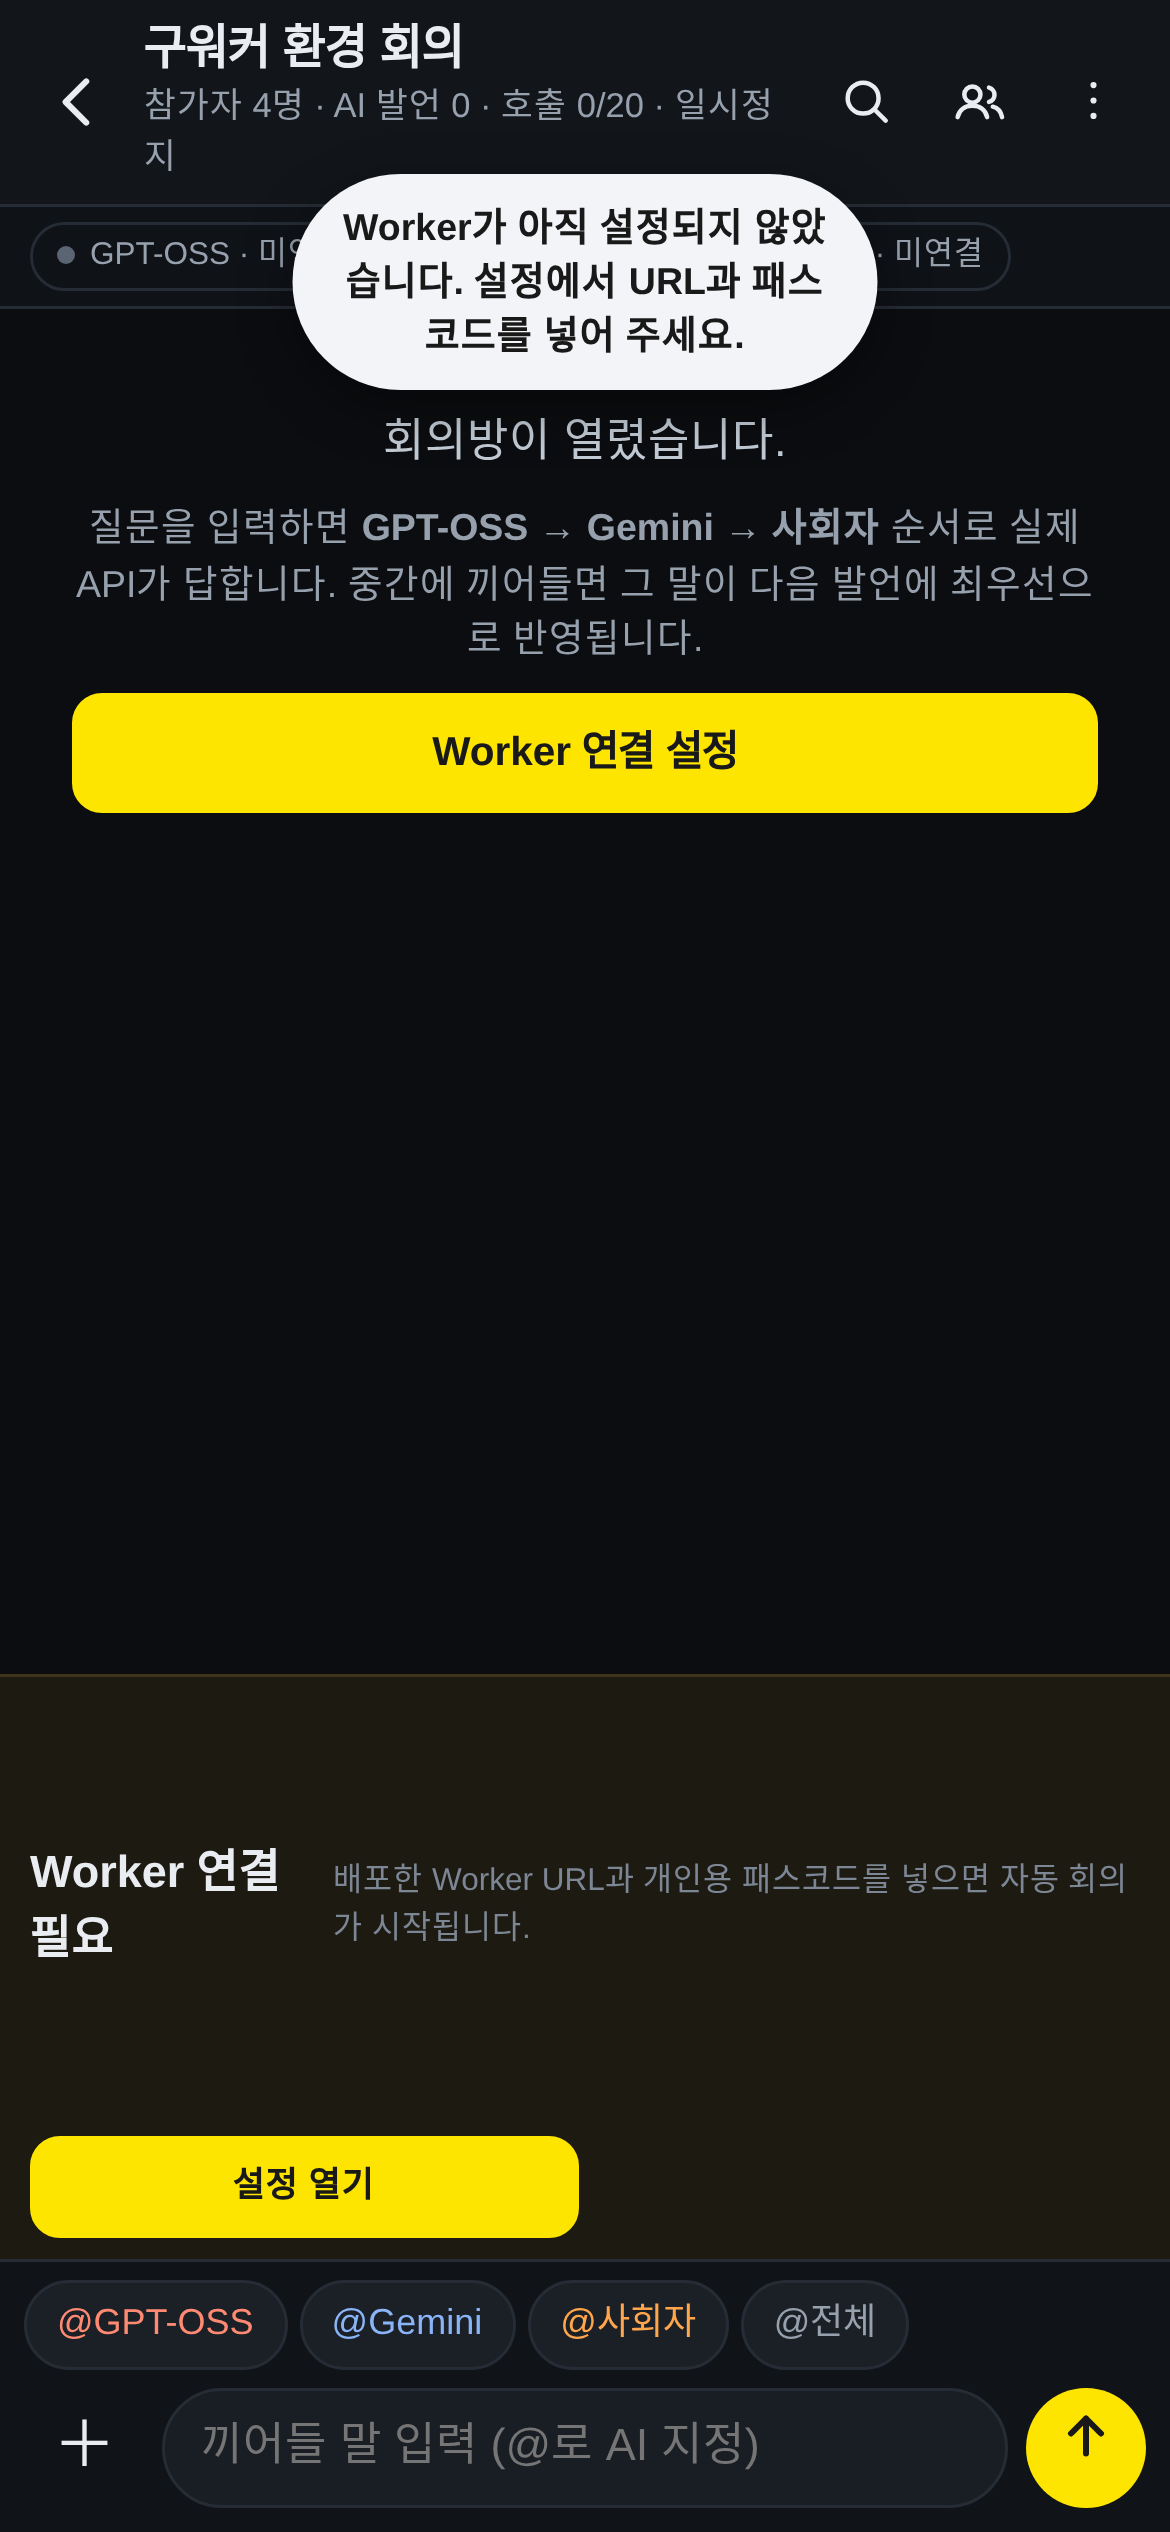 구워커 환경 회의
참가자 4명 · AI 발언 0 · 호출 0/20 · 일시정
지
Worker가 아직 설정되지 않았
습니다. 설정에서 URL과 패스
코드를 넣어 주세요.
GPT-OSS ·
· 미연결
회의방이 열렸습니다.
질문을 입력하면 GPT-OSS → Gemini → 사회자 순서로 실제
API가 답합니다. 중간에 끼어들면 그 말이 다음 발언에 최우선으
로 반영됩니다.
Worker 연결 설정
Worker 연결
필요
배포한 Worker URL과 개인용 패스코드를 넣으면 자동 회의
가 시작됩니다.
설정 열기
@GPT-OSS
@Gemini
@사회자
@전체
끼어들 말 입력 (@로 AI 지정)